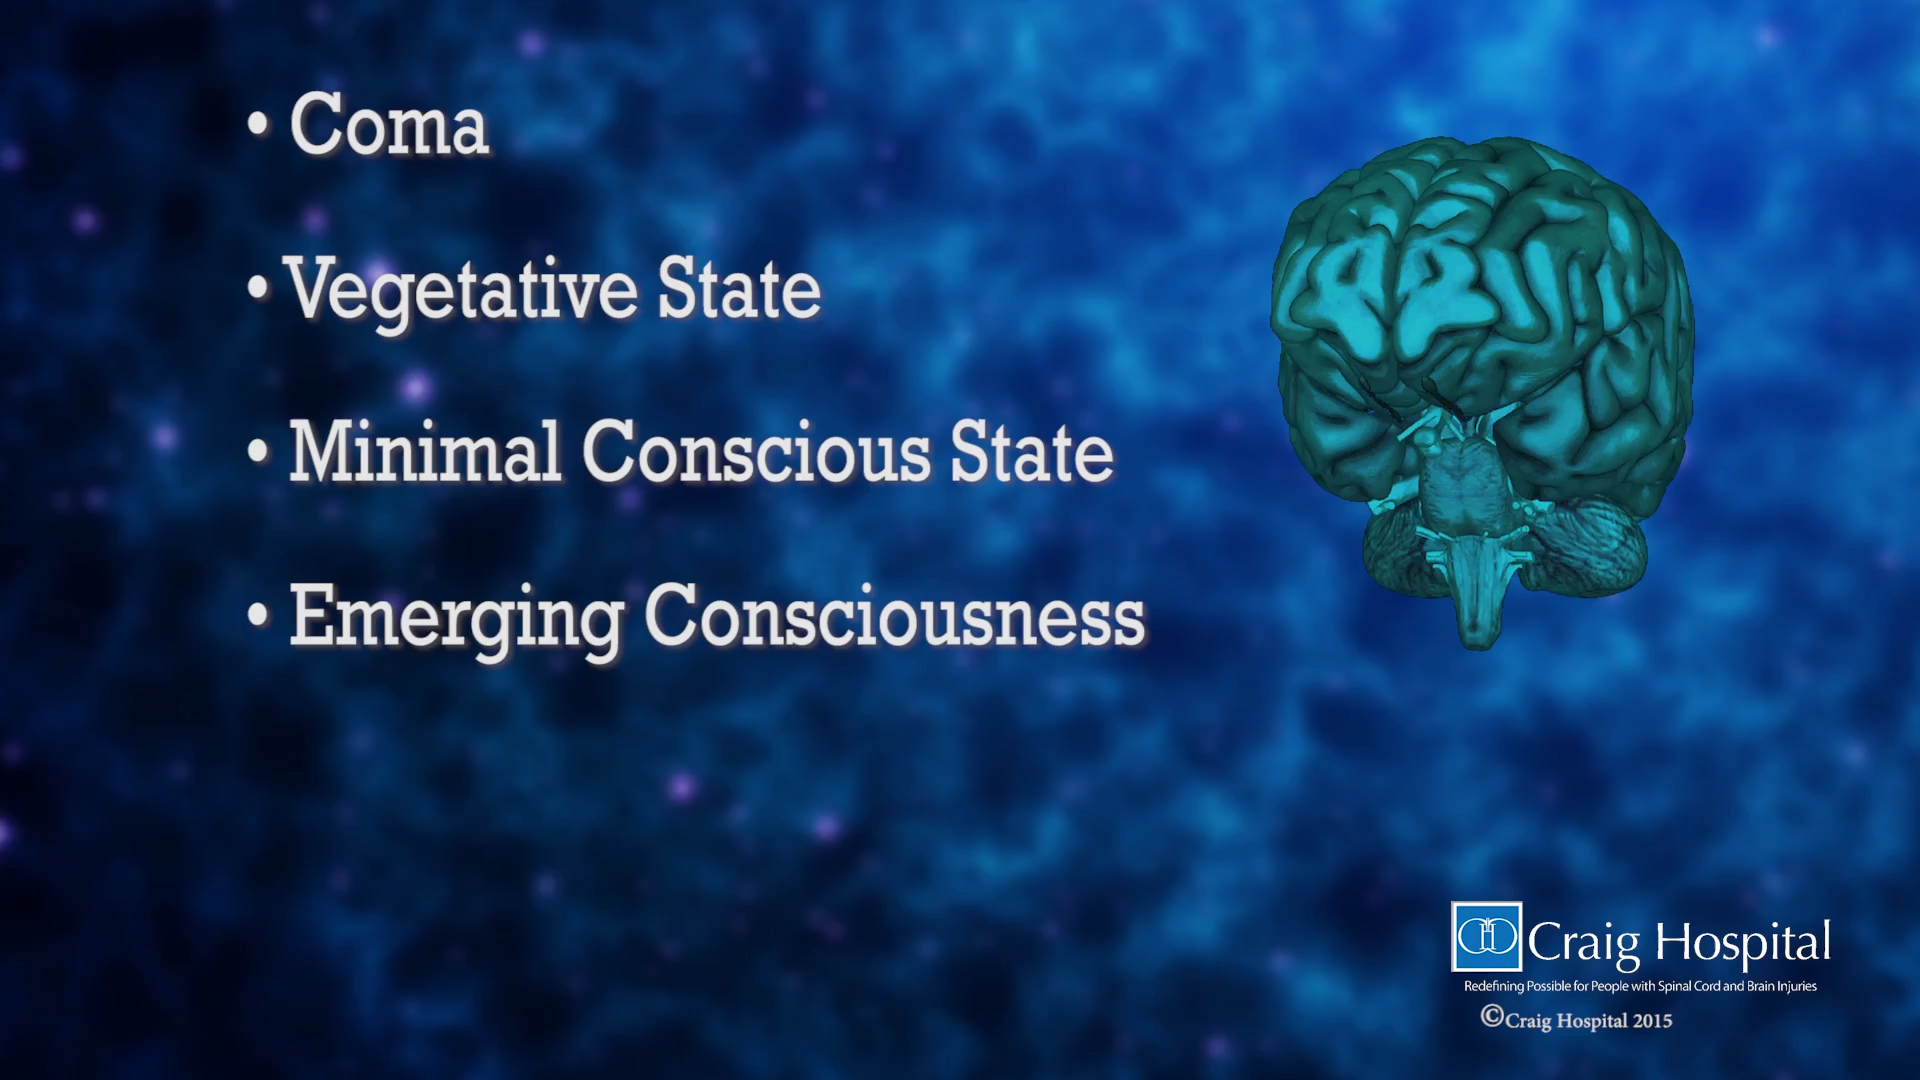 • Coma
• Vegetative State
• Minimal Conscious State
• Emerging Consciousness
Craig Hospital
Redefining Possible for People with Spinal Cord and Brain Injuries
©Craig Hospital 2015